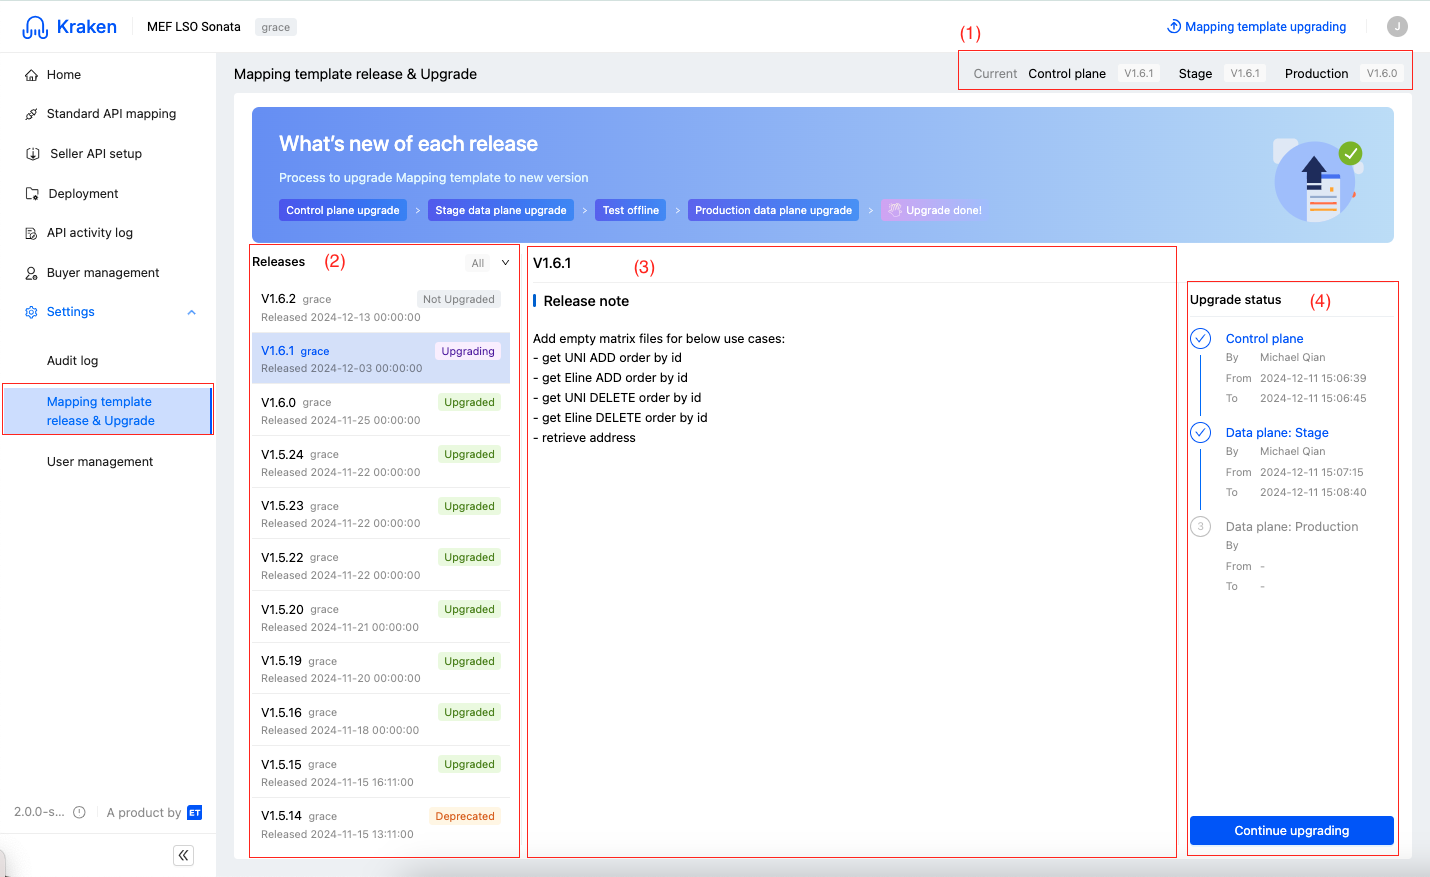 Kraken
MEF LSO Sonata
grace
Mapping template upgrading
J
(1)
Home
Standard API mapping
Seller API setup
Deployment
API activity log
Buyer management
Settings
Audit log
Mapping template
release & Upgrade
User management
2.0.0-s...
A product by ET
Mapping template release & Upgrade
Current Control plane V1.6.1 Stage V1.6.1 Production V1.6.0
What's new of each release
Process to upgrade Mapping template to new version
Control plane upgrade > Stage data plane upgrade > Test offline > Production data plane upgrade > Upgrade done!
Releases (2) All
V1.6.2 grace Not Upgraded
Released 2024-12-13 00:00:00
V1.6.1 grace Upgrading
Released 2024-12-03 00:00:00
V1.6.0 grace Upgraded
Released 2024-11-25 00:00:00
V1.5.24 grace Upgraded
Released 2024-11-22 00:00:00
V1.5.23 grace Upgraded
Released 2024-11-22 00:00:00
V1.5.22 grace Upgraded
Released 2024-11-22 00:00:00
V1.5.20 grace Upgraded
Released 2024-11-21 00:00:00
V1.5.19 grace Upgraded
Released 2024-11-20 00:00:00
V1.5.16 grace Upgraded
Released 2024-11-18 00:00:00
V1.5.15 grace Upgraded
Released 2024-11-15 16:11:00
V1.5.14 grace Deprecated
Released 2024-11-15 13:11:00
V1.6.1 (3)
Release note
Add empty matrix files for below use cases:
- get UNI ADD order by id
- get Eline ADD order by id
- get UNI DELETE order by id
- get Eline DELETE order by id
- retrieve address
Upgrade status (4)
Control plane
By Michael Qian
From 2024-12-11 15:06:39
To 2024-12-11 15:06:45
Data plane: Stage
By Michael Qian
From 2024-12-11 15:07:15
To 2024-12-11 15:08:40
3 Data plane: Production
By
From -
To -
Continue upgrading